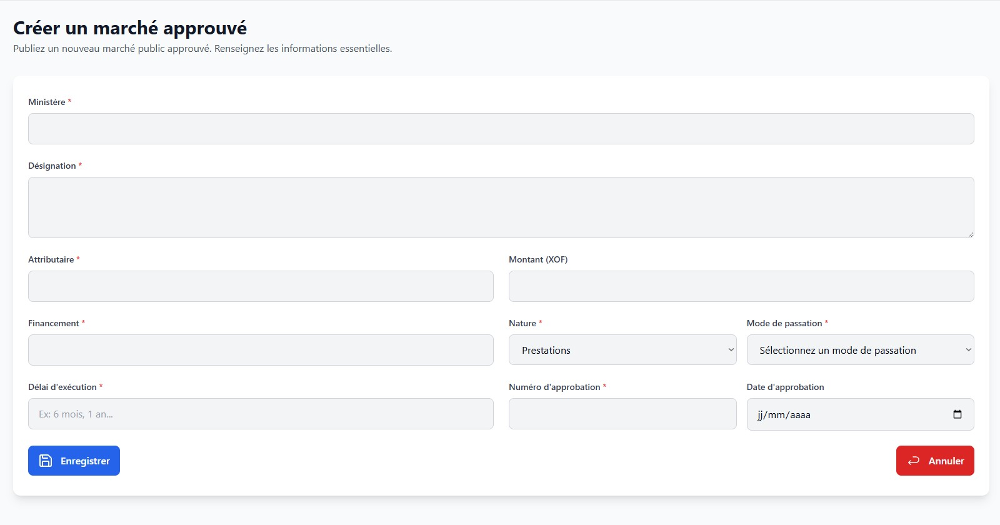 Créer un marché approuvé
Publiez un nouveau marché public approuvé. Renseignez les informations essentielles.
Ministère *
Désignation *
Attributaire *
Montant (XOF)
Financement *
Nature *
Mode de passation *
Prestations
Sélectionnez un mode de passation
Délai d'exécution *
Numéro d'approbation *
Date d'approbation
Ex: 6 mois, 1 an...
jj/mm/aaaa
Enregistrer
Annuler